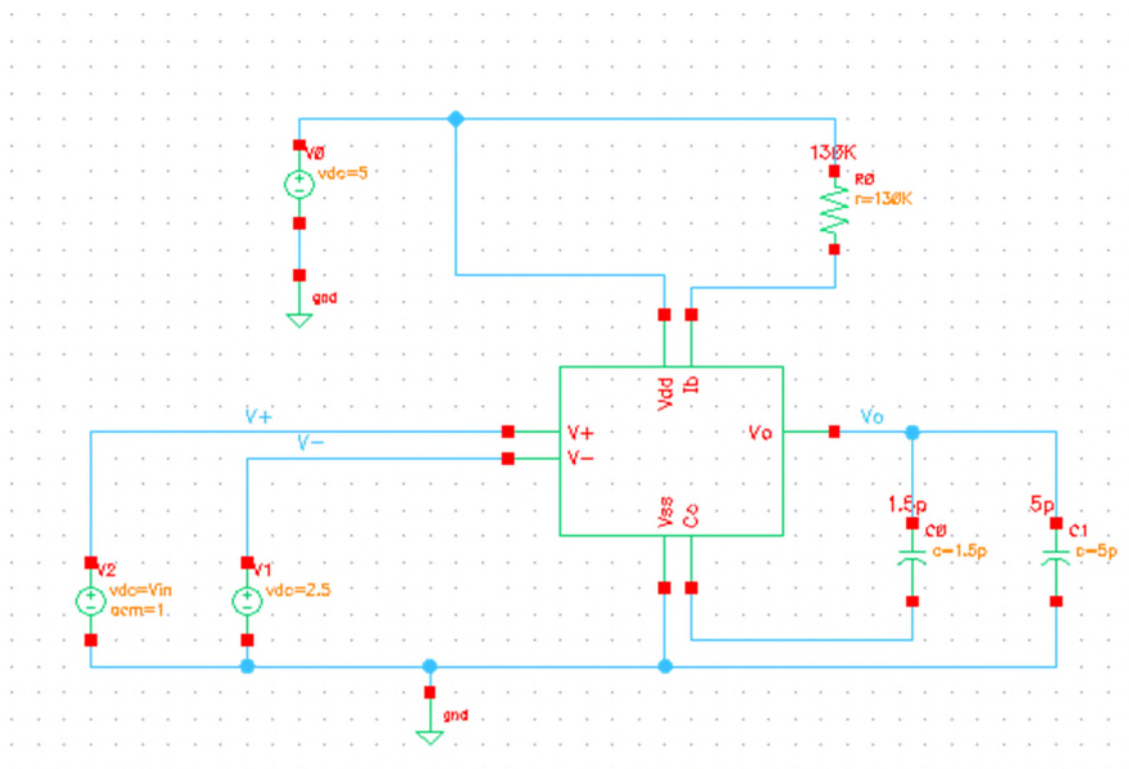 130K
V0
vdc=5
R0
r=130K
gnd
Vdd
Ib
V+
V-
V+
V-
Vo
Vo
Vss
Co
1.5p
C0
c=1.5p
5p
C1
c=5p
V2
vdc=Vin
acm=1
V1
vdc=2.5
gnd